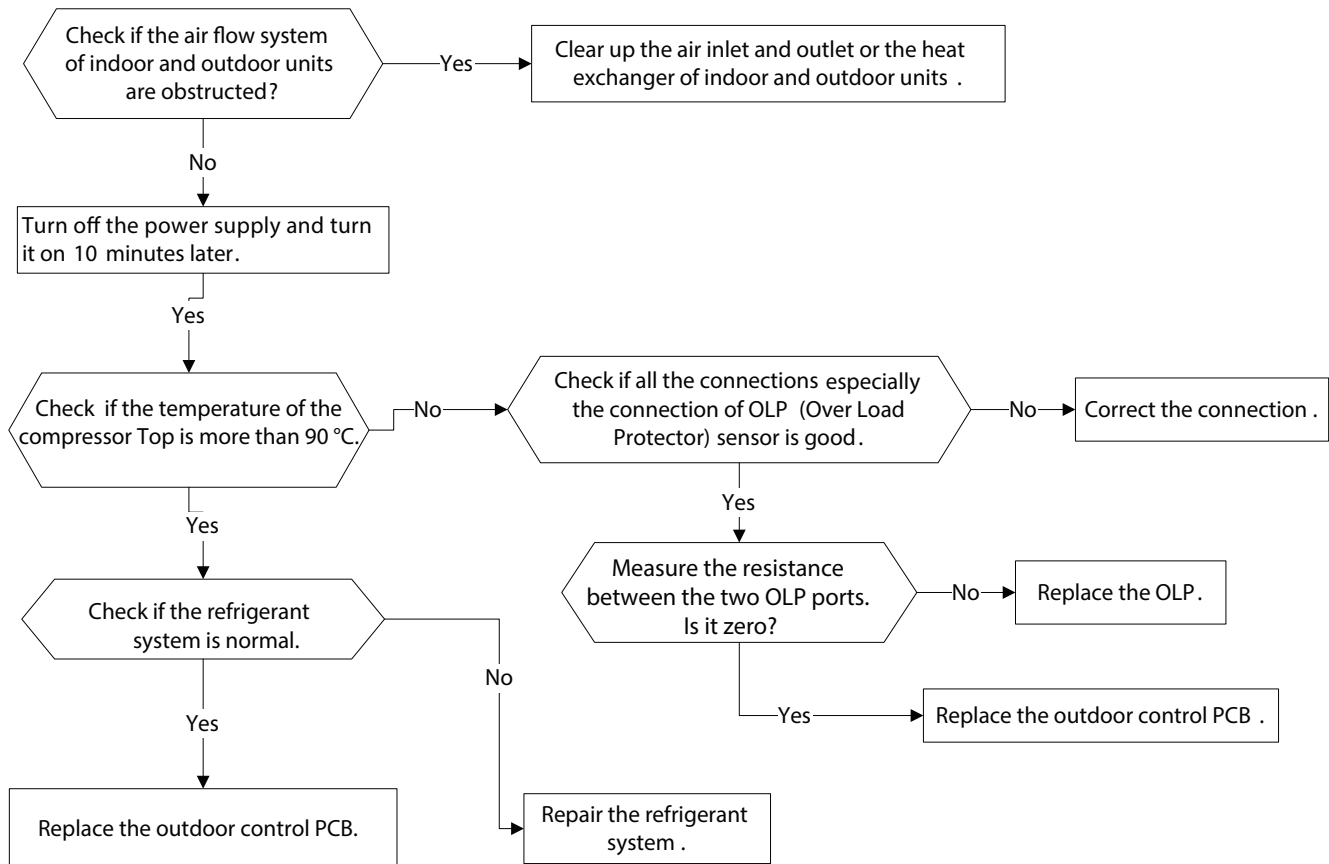 Check if the air flow system
of indoor and outdoor units
are obstructed?
Yes
Clear up the air inlet and outlet or the heat
exchanger of indoor and outdoor units .
No
Turn off the power supply and turn
it on 10 minutes later.
Yes
Check if the temperature of the
compressor Top is more than 90 °C.
No
Check if all the connections especially
the connection of OLP (Over Load
Protector) sensor is good .
No
Correct the connection .
Yes
Yes
Measure the resistance
between the two OLP ports.
Is it zero?
No
Replace the OLP .
Check if the refrigerant
system is normal.
No
Yes
Yes
Replace the outdoor control PCB .
Replace the outdoor control PCB.
Repair the refrigerant
system .